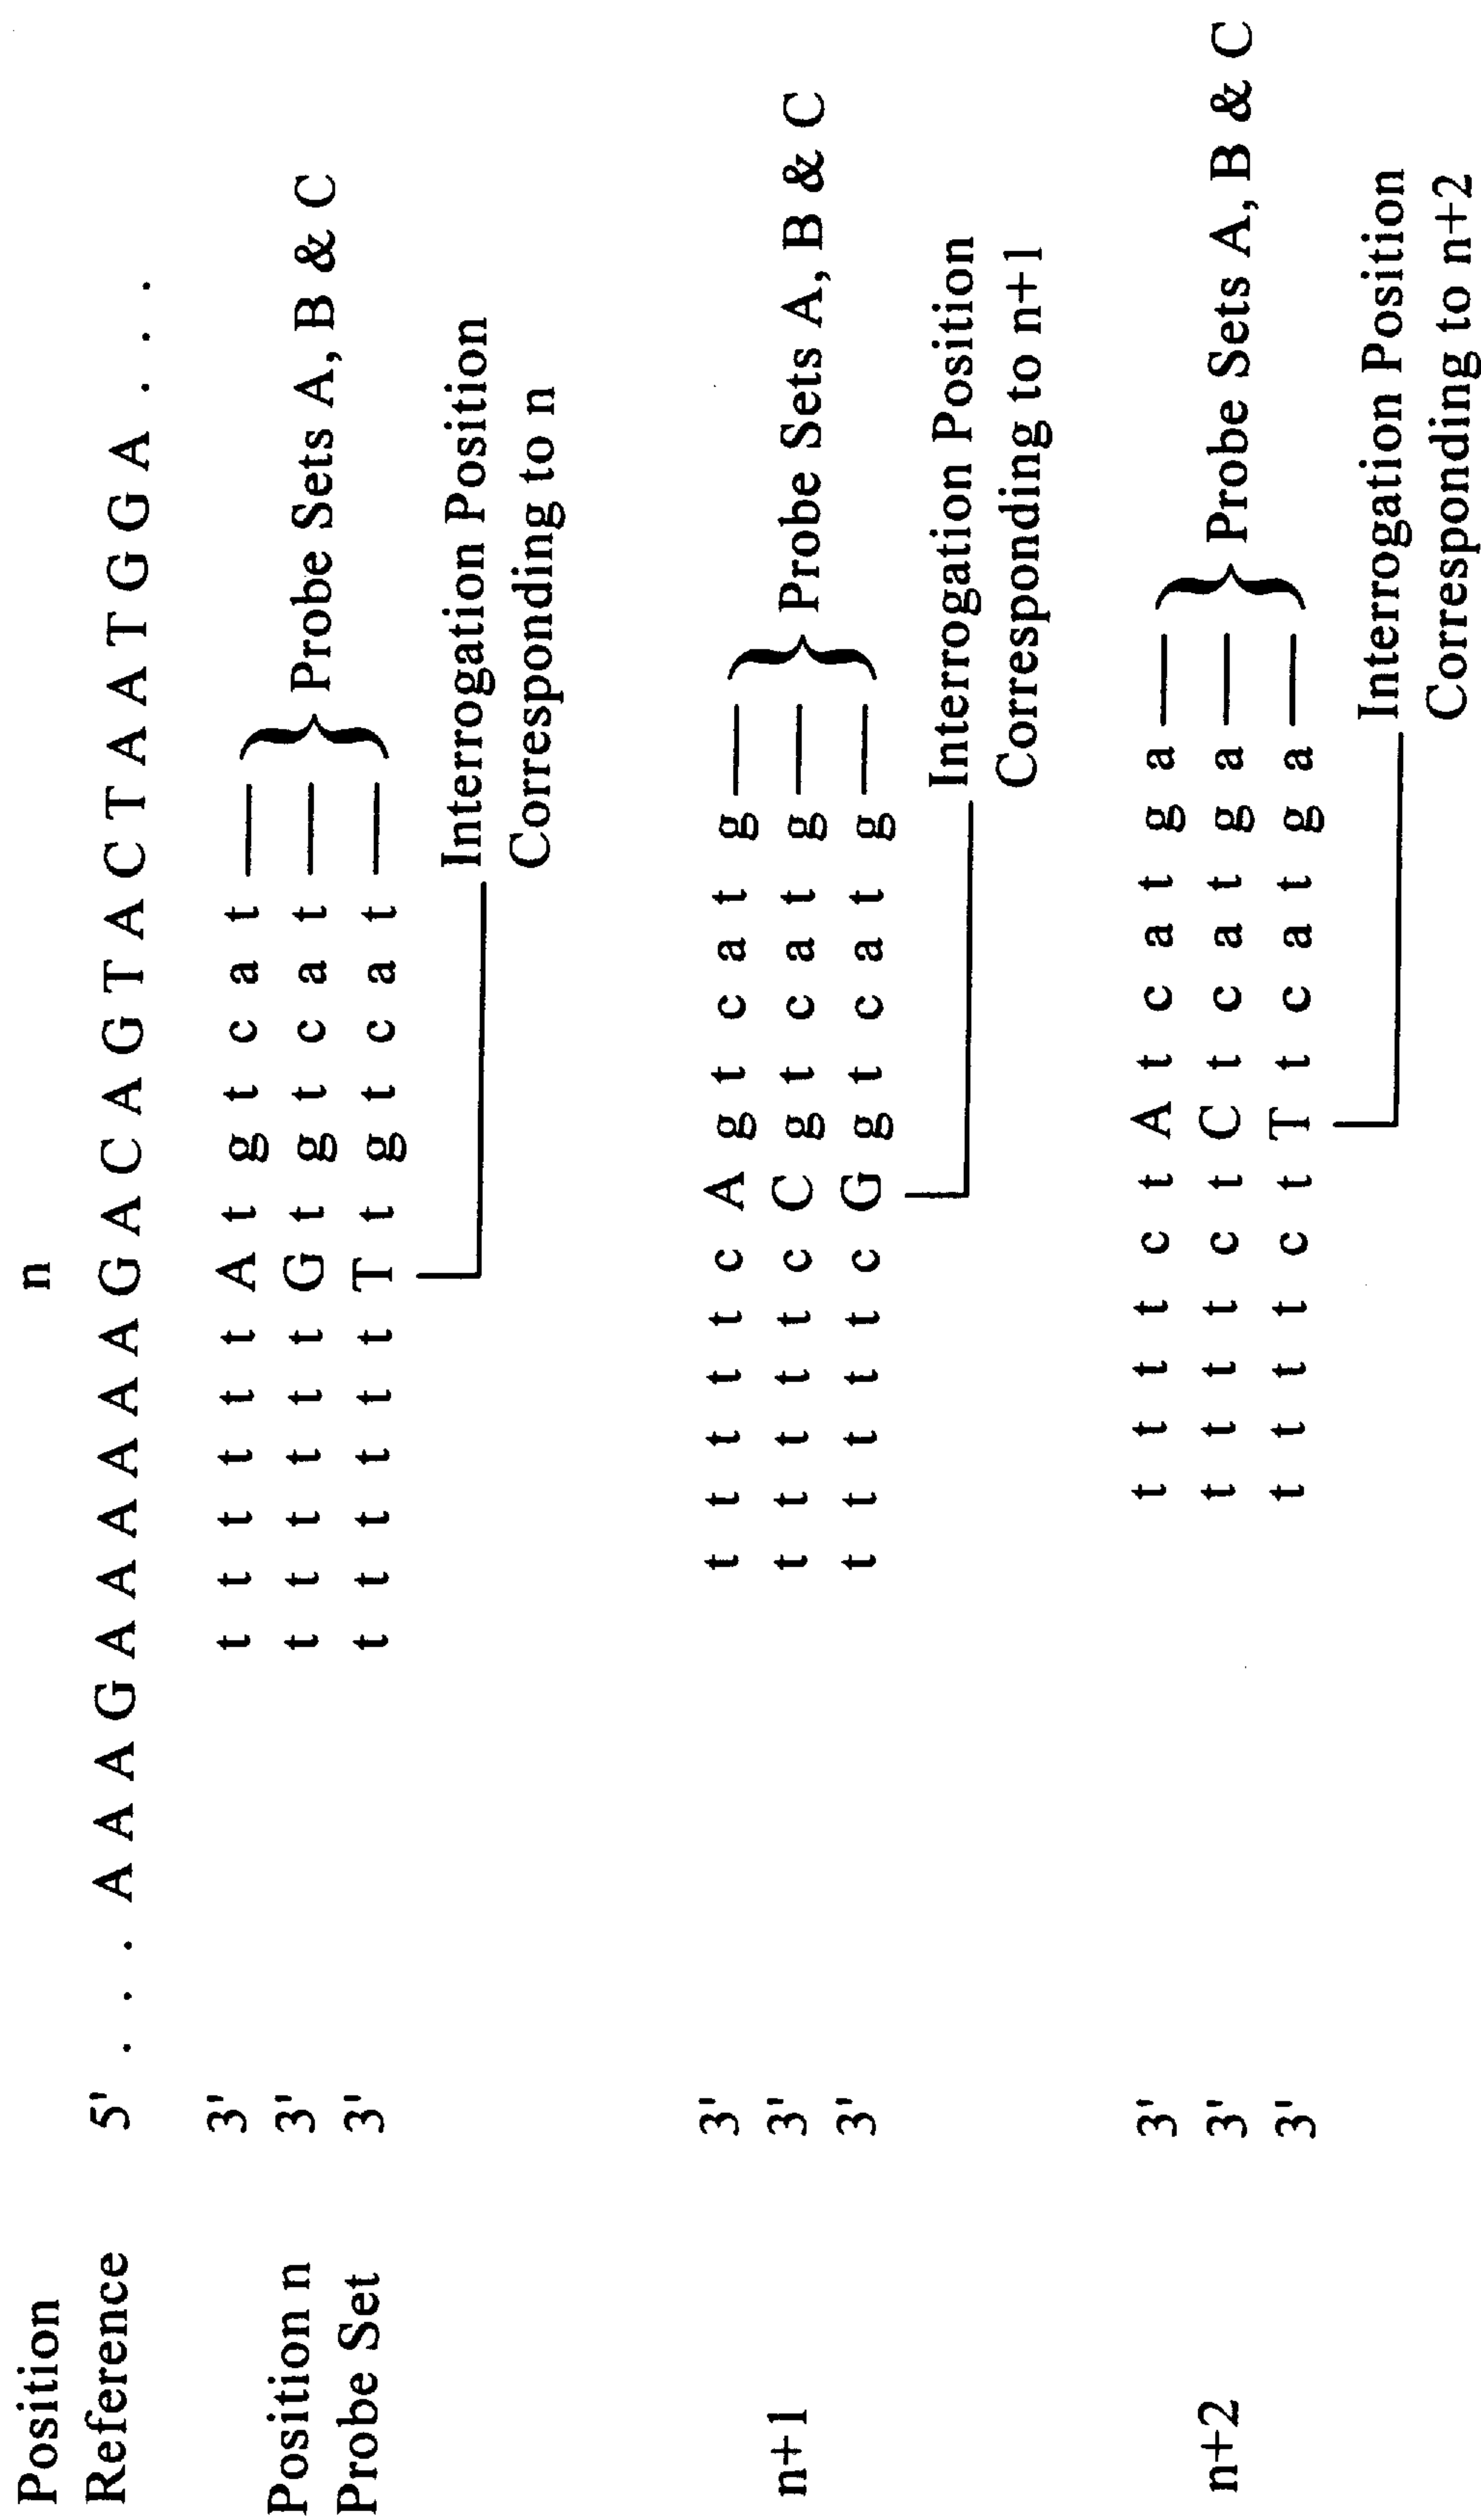 Position n
Reference 5' . . . A A A G A A A A A A G A C A G T A C T A A T G G A . . .
3' t t t t t t A t g t c a t
Position n 3' t t t t t t G t g t c a t } Probe Sets A, B & C
Probe Set 3' t t t t t t T t g t c a t
Interrogation Position
Corresponding to n
3' t t t t t c A g t c a t g
n+1 3' t t t t t c C g t c a t g } Probe Sets A, B & C
3' t t t t t c G g t c a t g
Interrogation Position
Corresponding to n+1
3' t t t t c t A t c a t g a
n+2 3' t t t t c t C t c a t g a } Probe Sets A, B & C
3' t t t t c t T t c a t g a
Interrogation Position
Corresponding to n+2